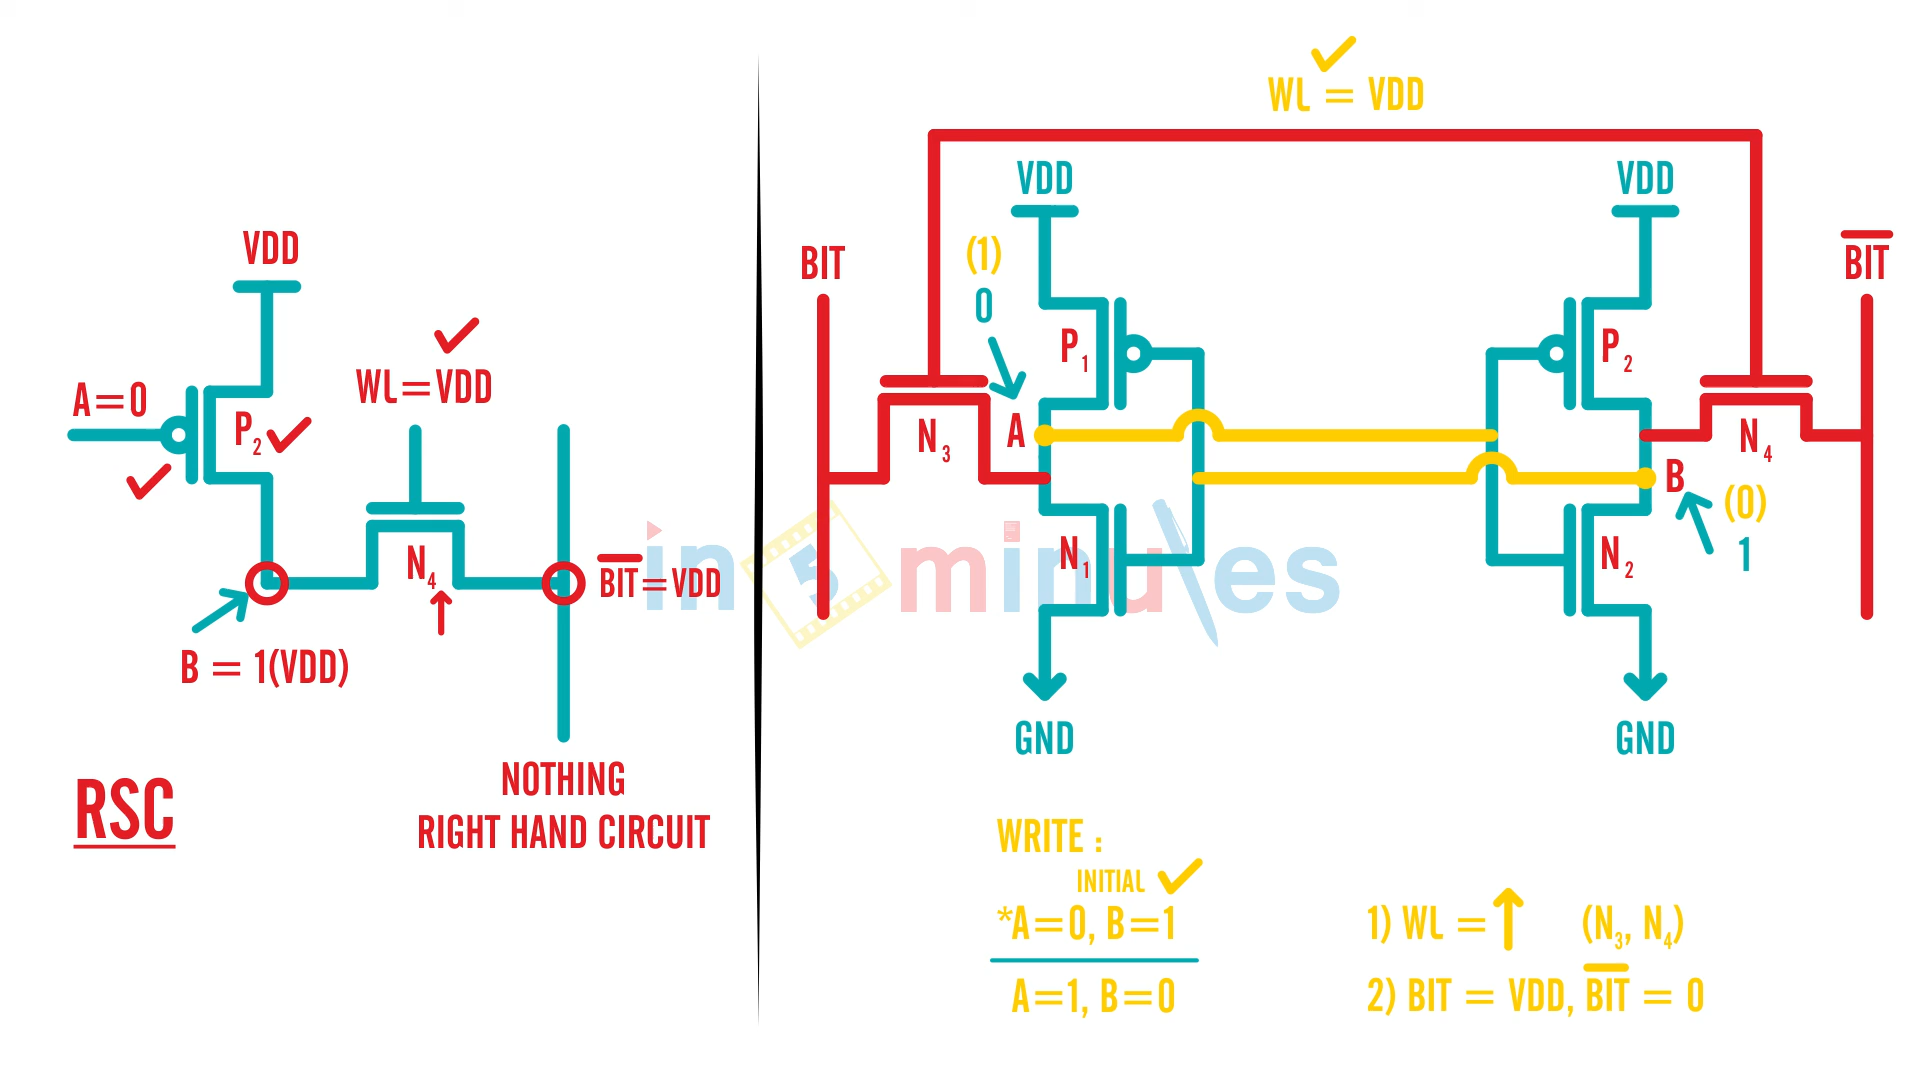 VDD
A=0
P2
WL=VDD
N4
BIT=VDD
B = 1(VDD)
NOTHING
RIGHT HAND CIRCUIT
RSC
in 5 minutes
WL = VDD
VDD
VDD
BIT
BIT
(1)
0
P1
P2
A
N3
N4
B
(0)
1
N1
N2
GND
GND
WRITE :
INITIAL
*A=0, B=1
A=1, B=0
1) WL = ↑ (N3, N4)
2) BIT = VDD, BIT = 0